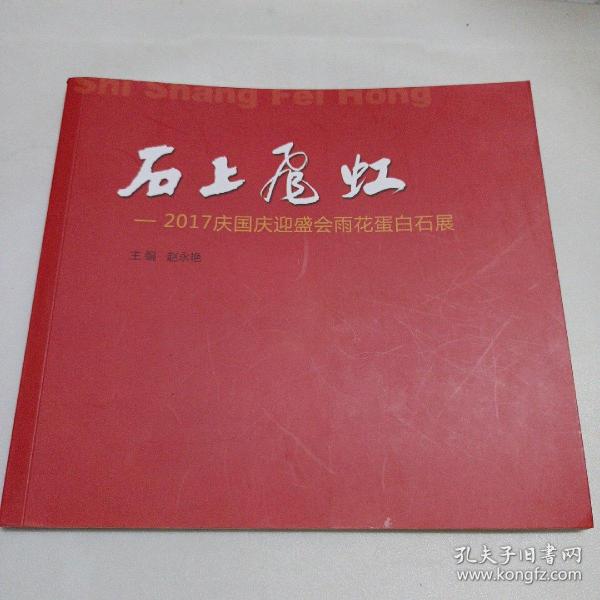 Shi Shang Fei Hong
石上飞虹
— 2017庆国庆迎盛会雨花蛋白石展
主编 赵永艳
孔夫子旧书网
www.kongfz.com